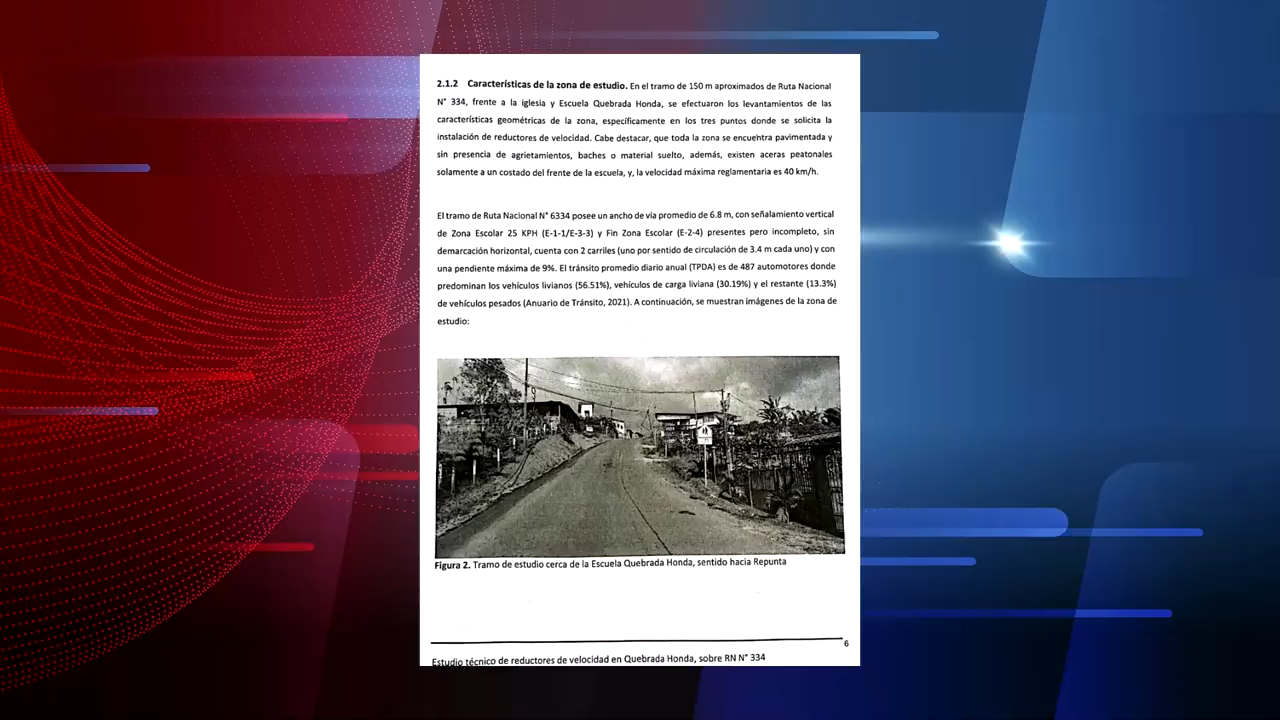 2.1.2 Características de la zona de estudio. En el tramo de 150 m aproximados de Ruta Nacional
N° 334, frente a la iglesia y Escuela Quebrada Honda, se efectuaron los levantamientos de las
características geométricas de la zona, específicamente en los tres puntos donde se solicita la
instalación de reductores de velocidad. Cabe destacar, que toda la zona se encuentra pavimentada y
sin presencia de agrietamientos, baches o material suelto, además, existen aceras peatonales
solamente a un costado del frente de la escuela, y, la velocidad máxima reglamentaria es 40 km/h.
El tramo de Ruta Nacional N° 6334 posee un ancho de vía promedio de 6.8 m, con señalamiento vertical
de Zona Escolar 25 KPH (E-1-1/E-3-3) y Fin Zona Escolar (E-2-4) presentes pero incompleto, sin
demarcación horizontal, cuenta con 2 carriles (uno por sentido de circulación de 3.4 m cada uno) y con
una pendiente máxima de 9%. El tránsito promedio diario anual (TPDA) es de 487 automotores donde
predominan los vehículos livianos (56.51%), vehículos de carga liviana (30.19%) y el restante (13.3%)
de vehículos pesados (Anuario de Tránsito, 2021). A continuación, se muestran imágenes de la zona de
estudio:
Figura 2. Tramo de estudio cerca de la Escuela Quebrada Honda, sentido hacia Repunta
6
Estudio técnico de reductores de velocidad en Quebrada Honda, sobre RN N° 334